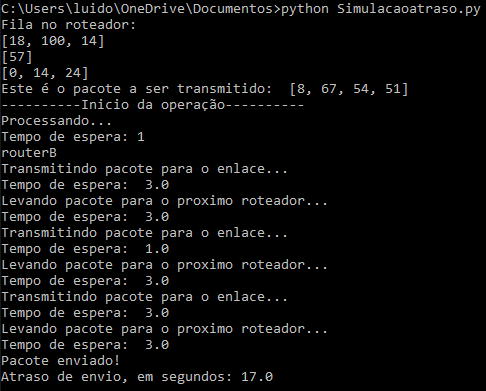 C:\Users\luido\OneDrive\Documentos>python Simulacaoatraso.py
Fila no roteador:
[18, 100, 14]
[57]
[0, 14, 24]
Este é o pacote a ser transmitido:  [8, 67, 54, 51]
----------Inicio da operação----------
Processando...
Tempo de espera: 1
routerB
Transmitindo pacote para o enlace...
Tempo de espera:  3.0
Levando pacote para o proximo roteador...
Tempo de espera:  3.0
Transmitindo pacote para o enlace...
Tempo de espera:  1.0
Levando pacote para o proximo roteador...
Tempo de espera:  3.0
Transmitindo pacote para o enlace...
Tempo de espera:  3.0
Levando pacote para o proximo roteador...
Tempo de espera:  3.0
Pacote enviado!
Atraso de envio, em segundos: 17.0